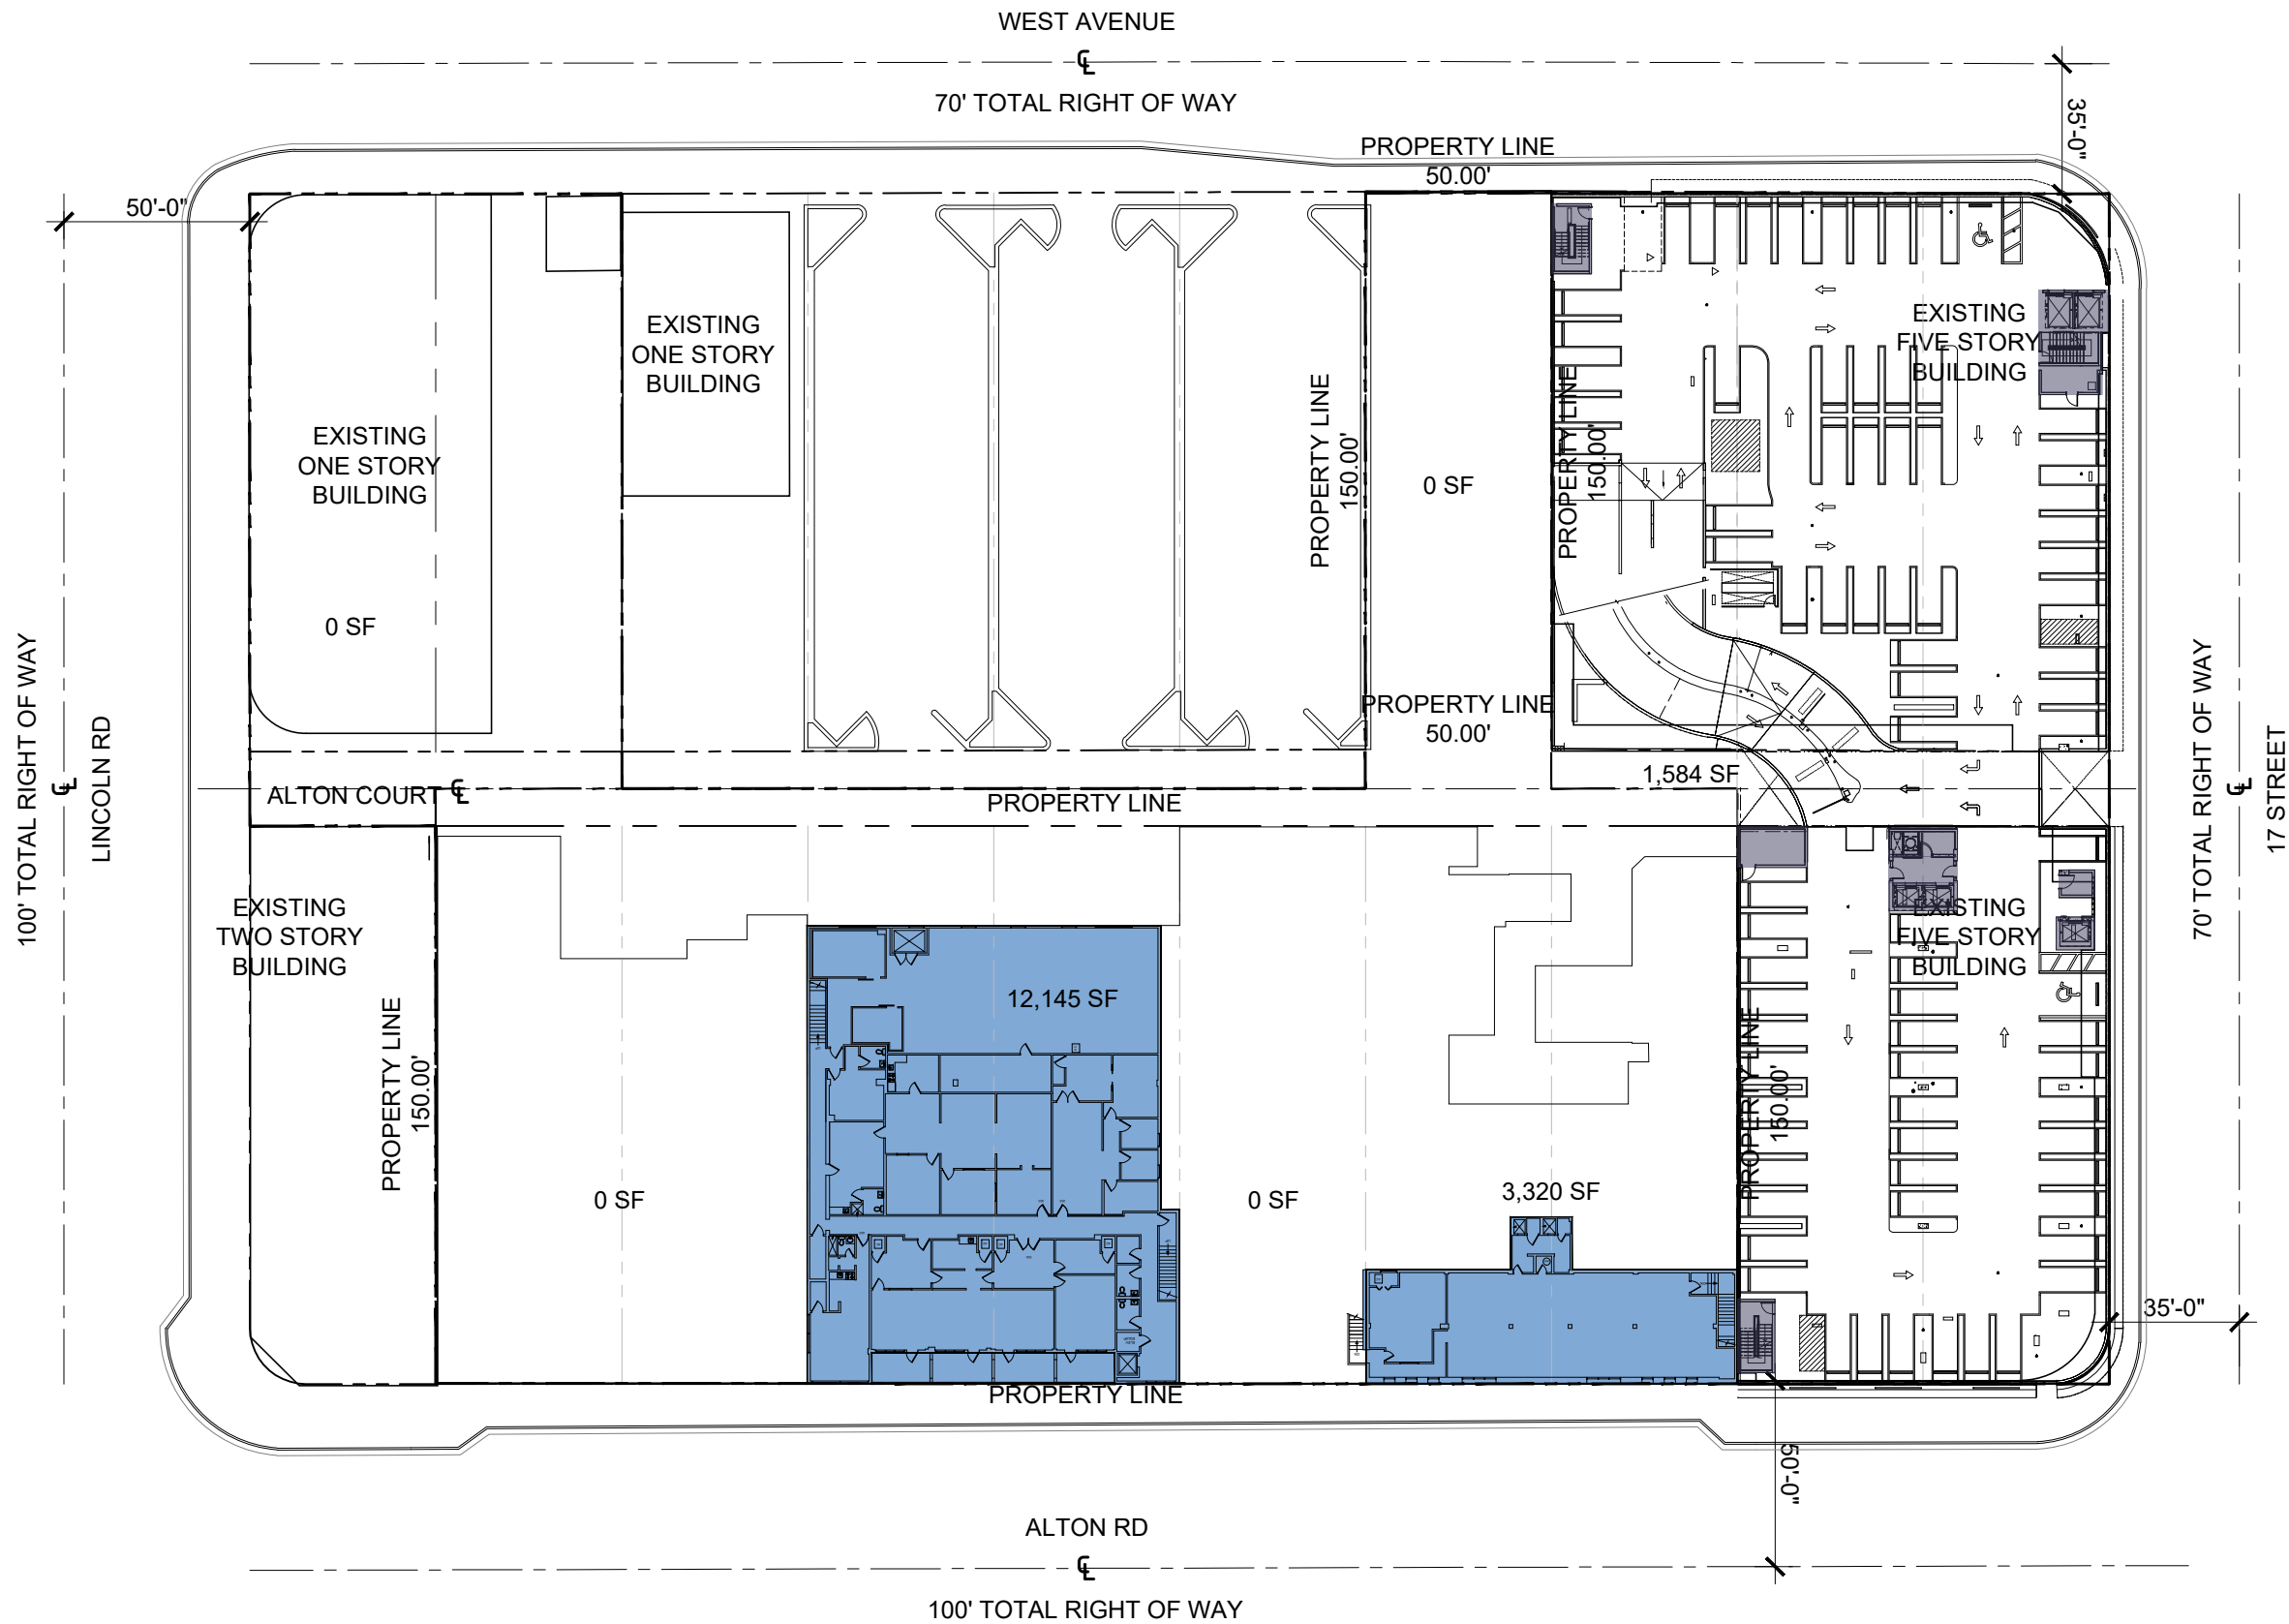 WEST AVENUE
70' TOTAL RIGHT OF WAY
35'-0"
PROPERTY LINE
50.00'
50'-0"
EXISTING
ONE STORY
BUILDING
EXISTING
FIVE STORY
BUILDING
EXISTING
ONE STORY
BUILDING
PROPERTY LINE
150.00'
PROPERTY LINE
150.00'
0 SF
0 SF
100' TOTAL RIGHT OF WAY
LINCOLN RD
70' TOTAL RIGHT OF WAY
17 STREET
PROPERTY LINE
50.00'
1,584 SF
ALTON COURT
PROPERTY LINE
EXISTING
TWO STORY
BUILDING
EXISTING
FIVE STORY
BUILDING
12,145 SF
PROPERTY LINE
150.00'
PROPERTY LINE
150.00'
0 SF
0 SF
3,320 SF
35'-0"
PROPERTY LINE
50'-0"
ALTON RD
100' TOTAL RIGHT OF WAY